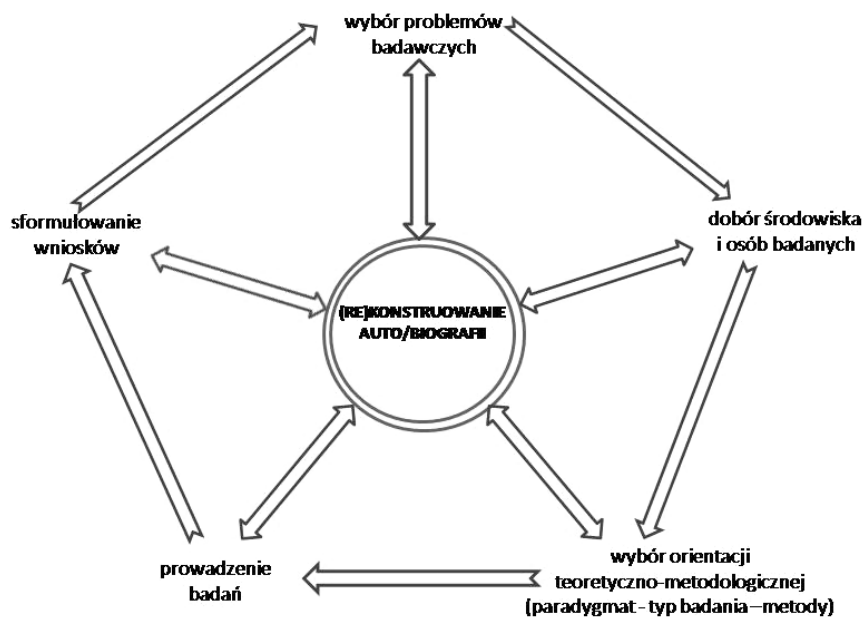 wybór problemów
badawczych
sformułowanie
wniosków
dobór środowiska
i osób badanych
(RE)KONSTRUOWANIE
AUTO/BIOGRAFII
prowadzenie
badań
wybór orientacji
teoretyczno-metodologicznej
(paradygmat - typ badania – metody)